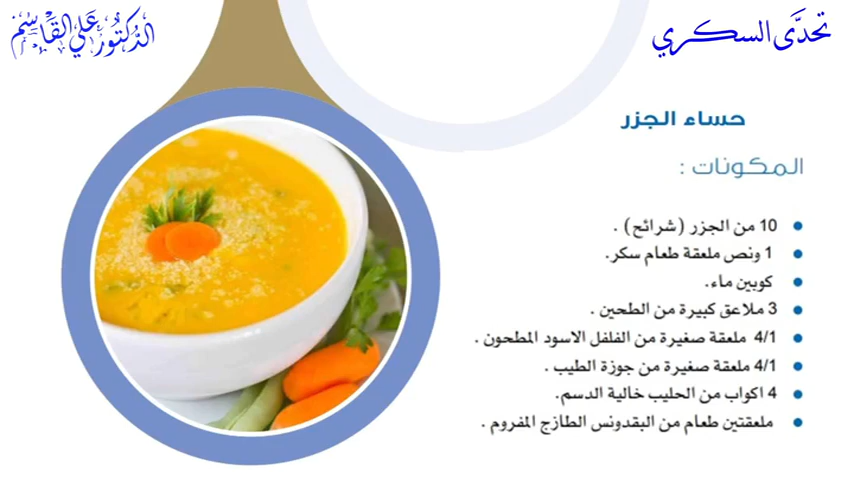 تحدَّى السكري
الدكتور علي القاسم
حساء الجزر
المكونات :
10 من الجزر (شرائح) .
1 ونص ملعقة طعام سكر.
كوبين ماء.
3 ملاعق كبيرة من الطحين .
4/1 ملعقة صغيرة من الفلفل الاسود المطحون .
4/1 ملعقة صغيرة من جوزة الطيب .
4 اكواب من الحليب خالية الدسم.
ملعقتين طعام من البقدونس الطازج المفروم .